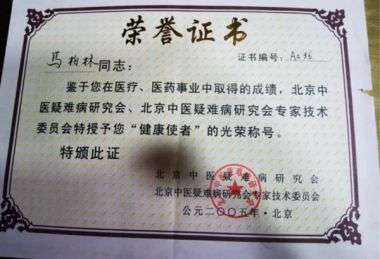 荣誉证书
证书编号：
马柏林同志：
鉴于您在医疗、医药事业中取得的成绩，北京中
医疑难病研究会、北京中医疑难病研究会专家技术
委员会特授予您“健康使者”的光荣称号。
特颁此证
北京中医疑难病研究会
北京中医疑难病研究会专家技术委员会
公元二〇〇五年·北京